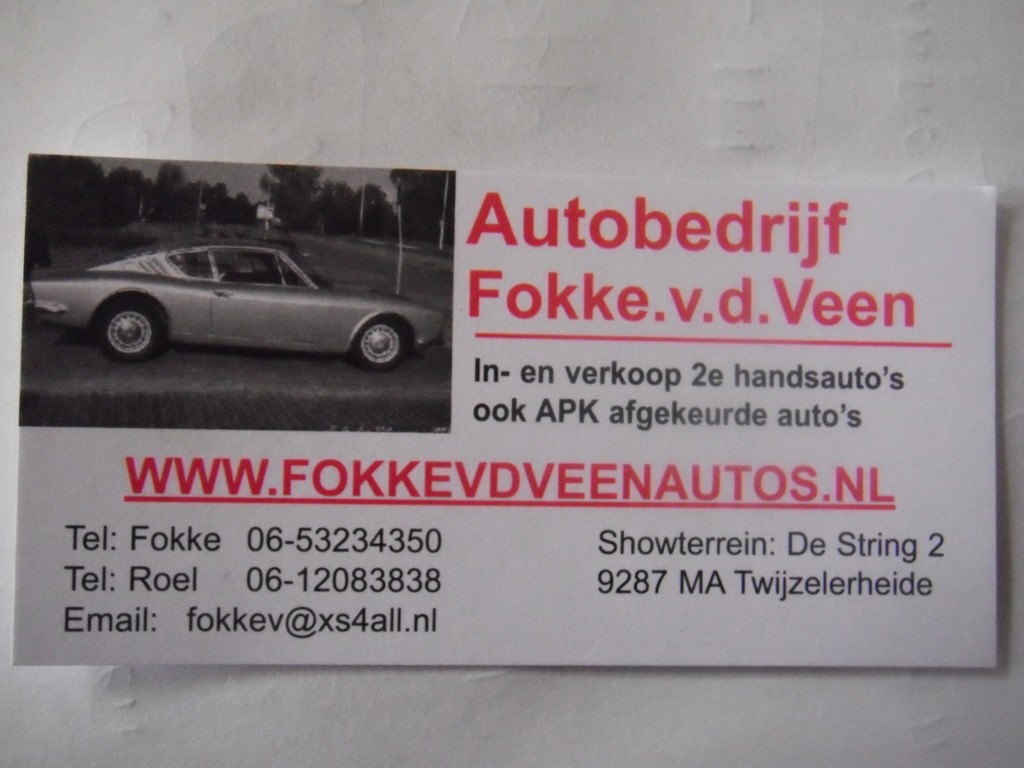 Autobedrijf
Fokke.v.d.Veen
In- en verkoop 2e handsauto's
ook APK afgekeurde auto's
WWW.FOKKEVDVEENAUTOS.NL
Tel: Fokke 06-53234350
Tel: Roel 06-12083838
Email: fokkev@xs4all.nl
Showterrein: De String 2
9287 MA Twijzelerheide